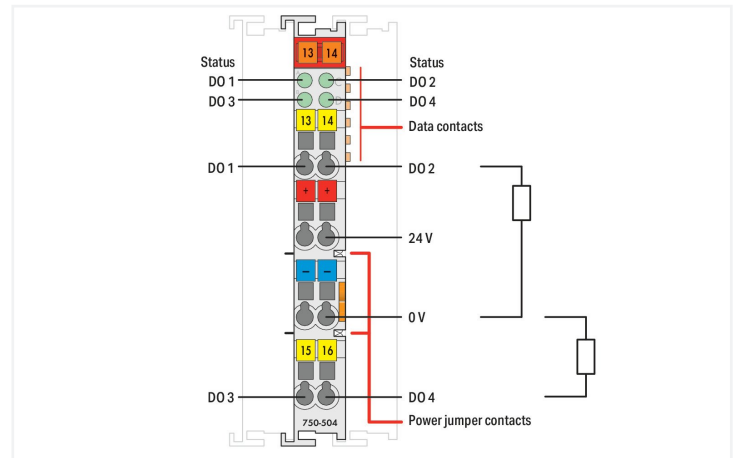 13 14
Status Status
DO 1 DO 2
DO 3 DO 4
13 14
Data contacts
DO 1 DO 2
+ +
24 V
– –
0 V
15 16
DO 3 DO 4
Power jumper contacts
750-504